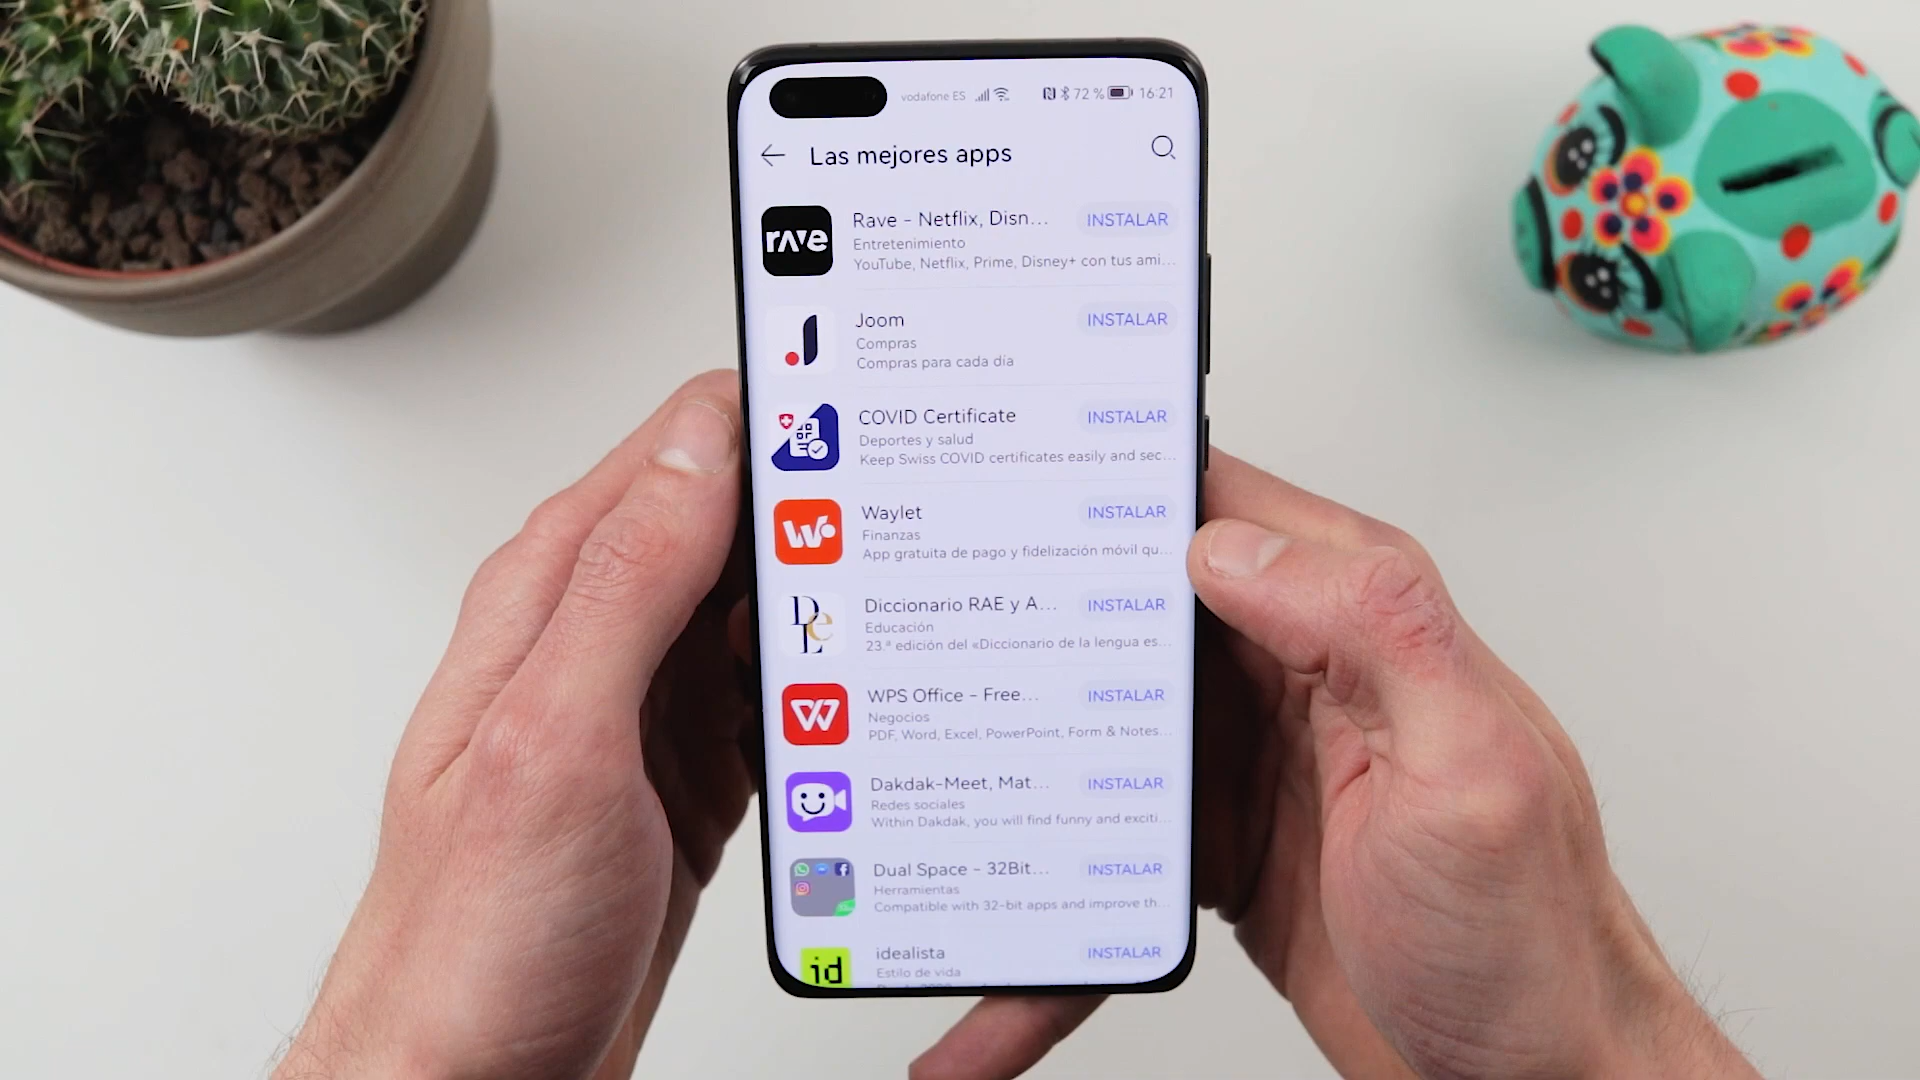 vodafone ES 72 % 16:21
Las mejores apps
rave
Rave - Netflix, Disn... INSTALAR
Entretenimiento
YouTube, Netflix, Prime, Disney+ con tus ami...
Joom INSTALAR
Compras
Compras para cada día
COVID Certificate INSTALAR
Deportes y salud
Keep Swiss COVID certificates easily and sec...
Waylet INSTALAR
Finanzas
App gratuita de pago y fidelización móvil qu...
DLe
Diccionario RAE y A... INSTALAR
Educación
23.ª edición del «Diccionario de la lengua es...
WPS Office - Free... INSTALAR
Negocios
PDF, Word, Excel, PowerPoint, Form & Notes...
Dakdak-Meet, Mat... INSTALAR
Redes sociales
Within Dakdak, you will find funny and exciti...
Dual Space - 32Bit... INSTALAR
Herramientas
Compatible with 32-bit apps and improve th...
id
idealista INSTALAR
Estilo de vida